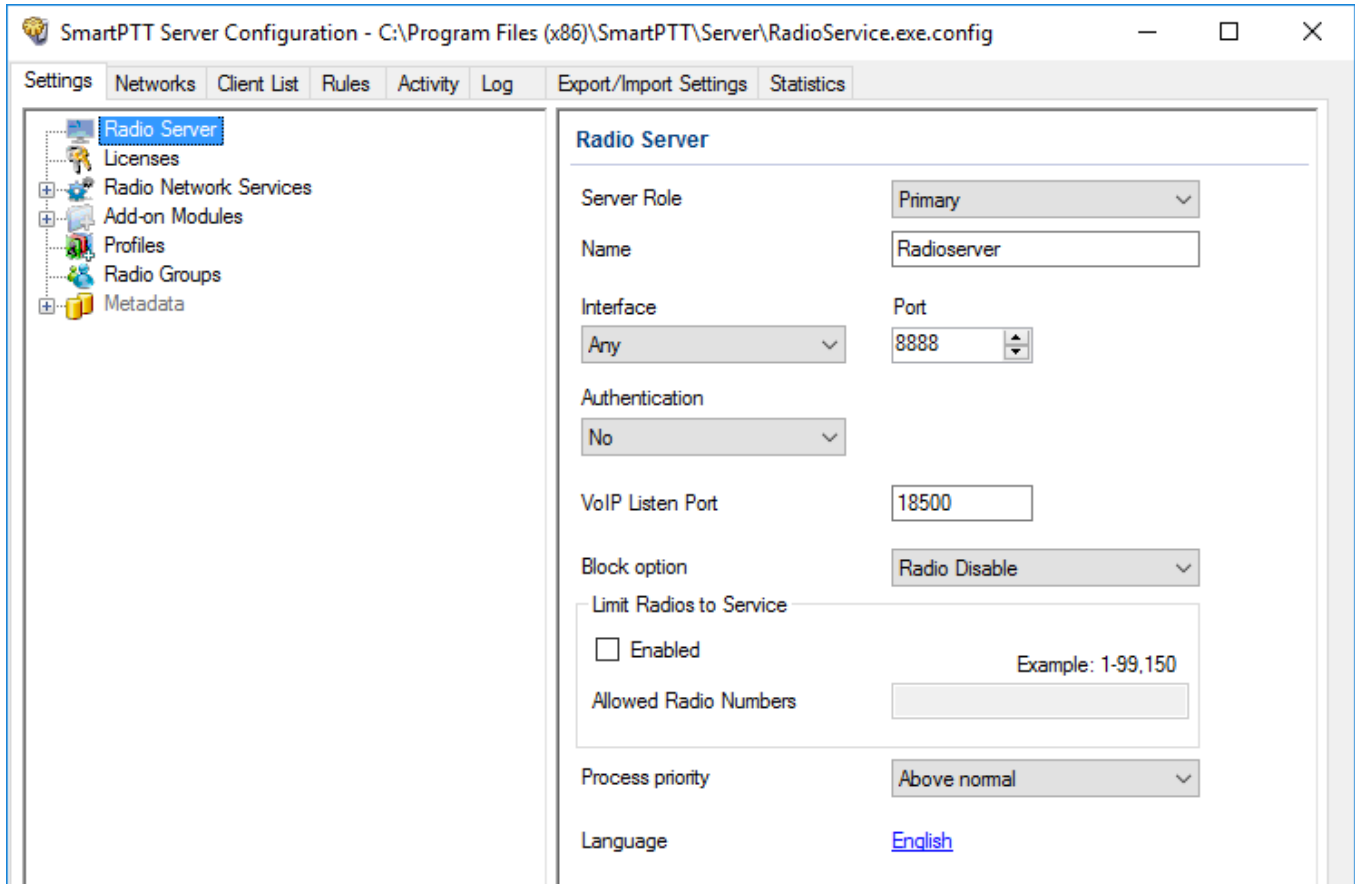 SmartPTT Server Configuration - C:\Program Files (x86)\SmartPTT\Server\RadioService.exe.config
Settings Networks Client List Rules Activity Log Export/Import Settings Statistics
Radio Server
Licenses
Radio Network Services
Add-on Modules
Profiles
Radio Groups
Metadata
Radio Server
Server Role Primary
Name Radioserver
Interface Port
Any 8888
Authentication
No
VoIP Listen Port 18500
Block option Radio Disable
Limit Radios to Service
Enabled
Example: 1-99,150
Allowed Radio Numbers
Process priority Above normal
Language English